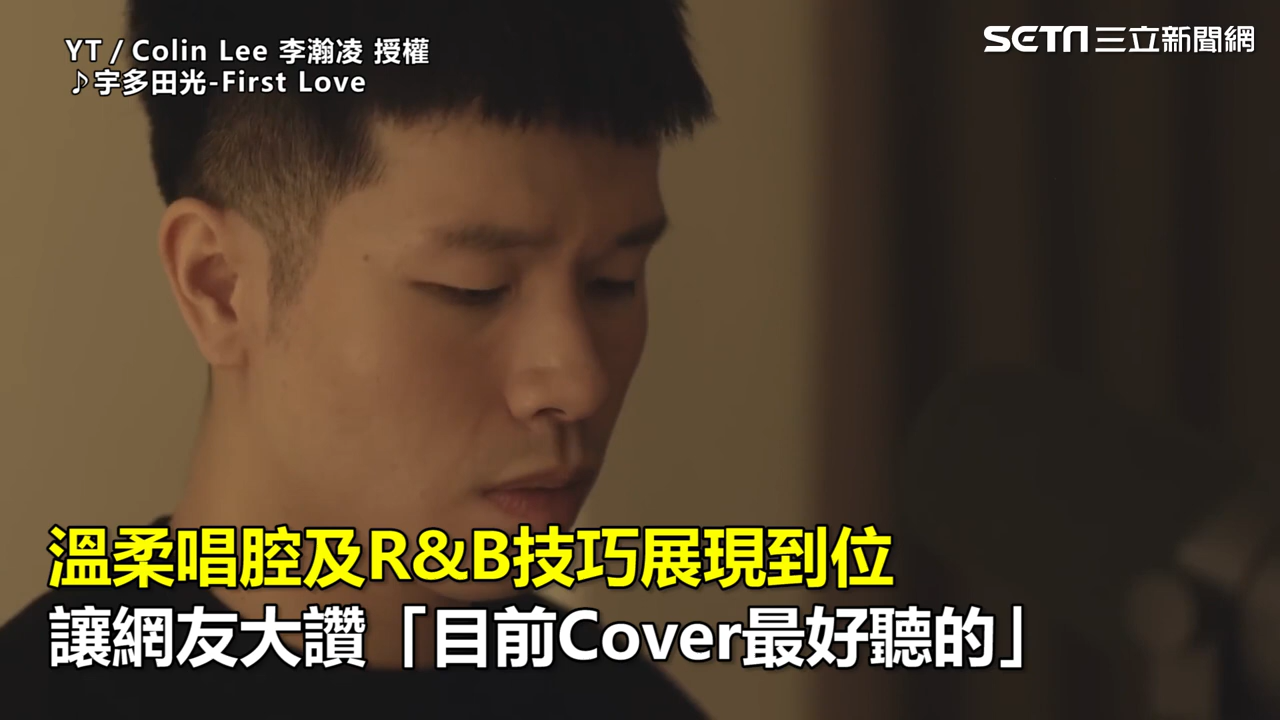 YT / Colin Lee 李瀚凌 授權
♪宇多田光-First Love
SETN三立新聞網
溫柔唱腔及R&B技巧展現到位
讓網友大讚「目前Cover最好聽的」